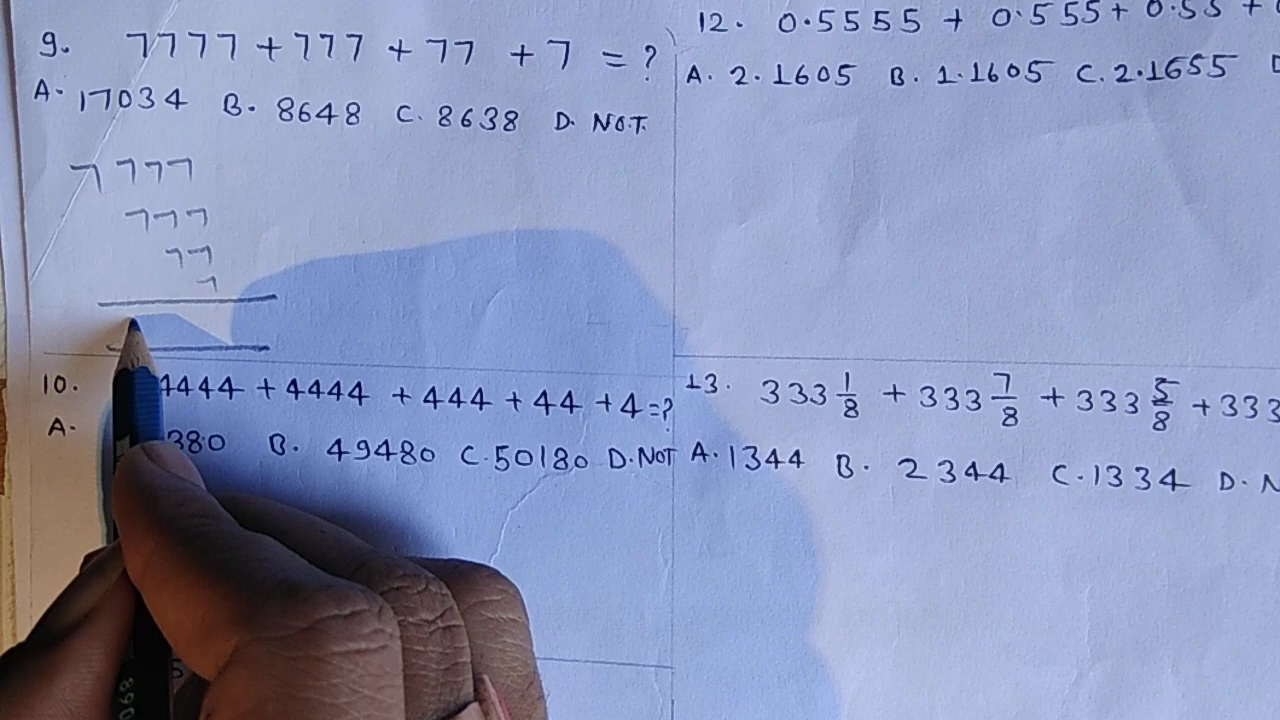 9. 7777 + 777 + 77 + 7 = ?
A. 17034 B. 8648 C. 8638 D. NOT.
7777
777
77
7
10. 4444 + 4444 + 444 + 44 + 4 = ?
A. 380 B. 49480 C. 50180 D. NOT
12. 0.5555 + 0.555 + 0.55 +
A. 2.1605 B. 1.1605 C. 2.1655
13. 333 1/8 + 333 7/8 + 333 5/8 + 333
A. 1344 B. 2344 C. 1334 D. N